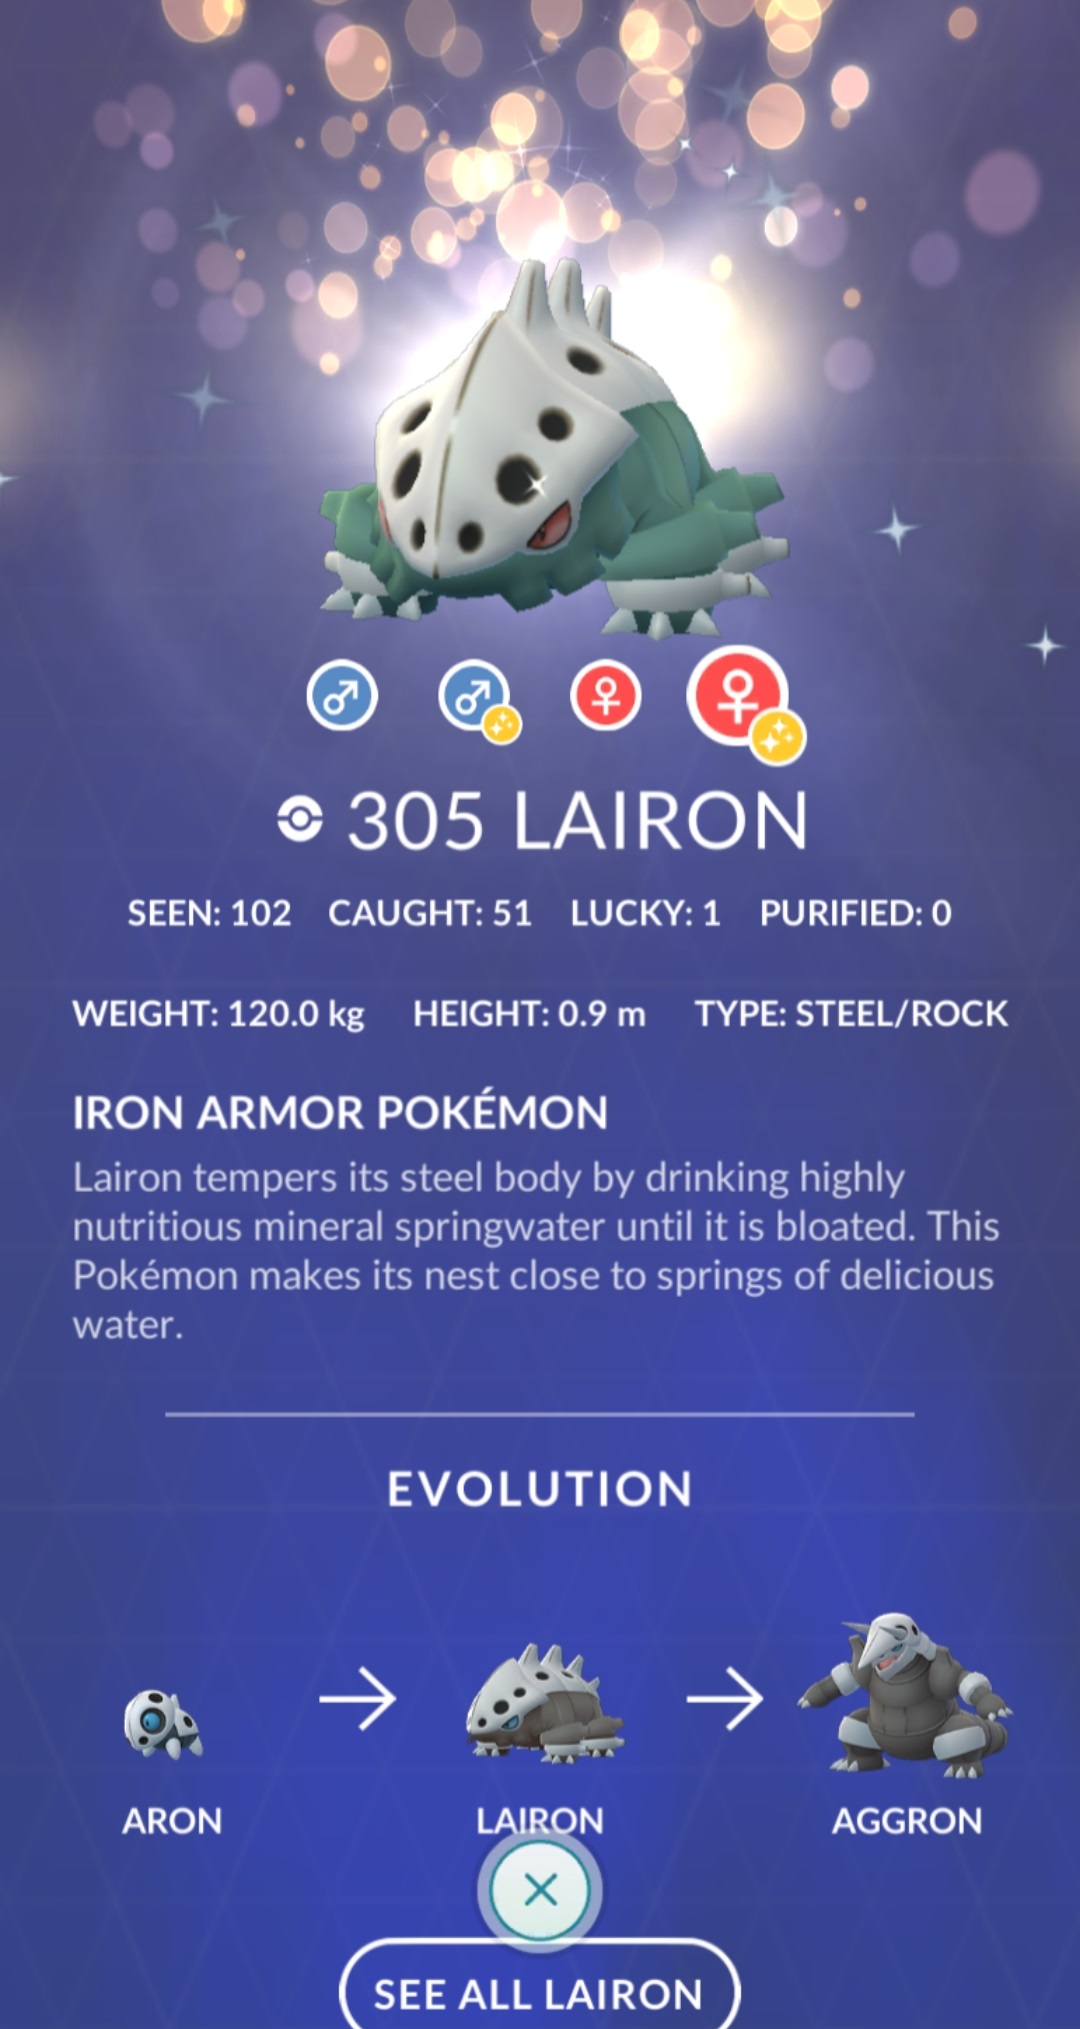 305 LAIRON
SEEN: 102 CAUGHT: 51 LUCKY: 1 PURIFIED: 0
WEIGHT: 120.0 kg HEIGHT: 0.9 m TYPE: STEEL/ROCK
IRON ARMOR POKÉMON
Lairon tempers its steel body by drinking highly
nutritious mineral springwater until it is bloated. This
Pokémon makes its nest close to springs of delicious
water.
EVOLUTION
ARON LAIRON AGGRON
SEE ALL LAIRON